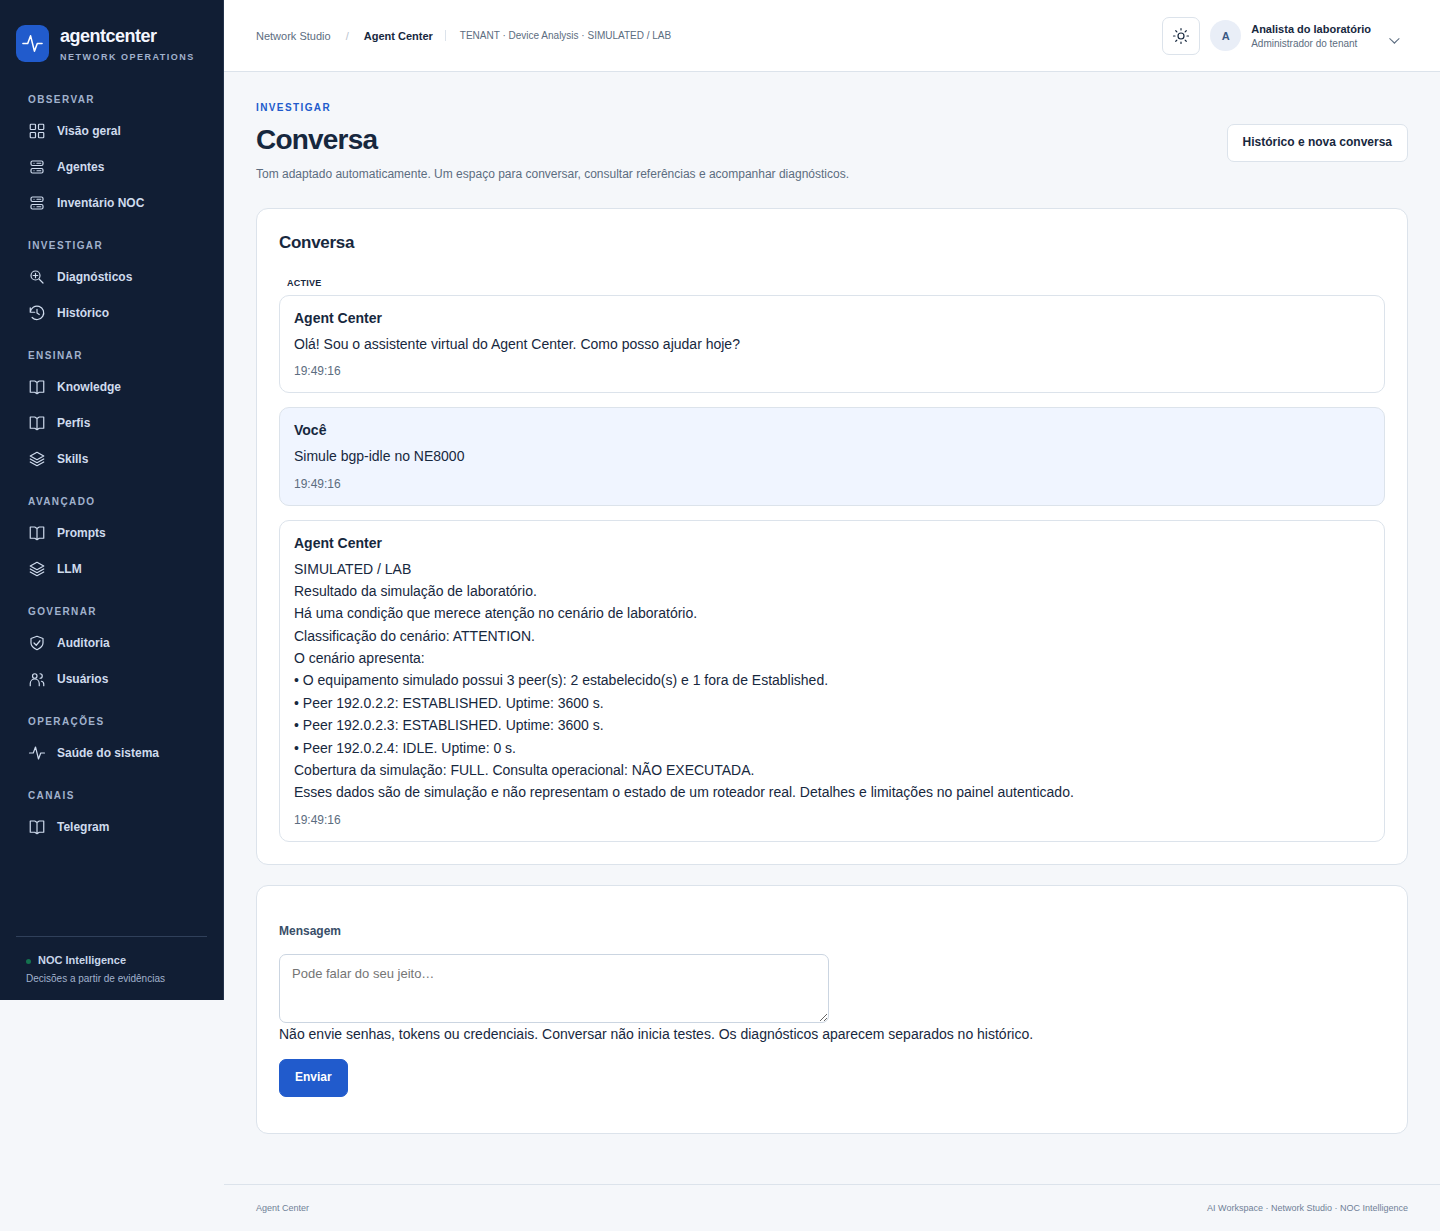 agentcenter
NETWORK OPERATIONS
OBSERVAR
Visão geral
Agentes
Inventário NOC
INVESTIGAR
Diagnósticos
Histórico
ENSINAR
Knowledge
Perfis
Skills
AVANÇADO
Prompts
LLM
GOVERNAR
Auditoria
Usuários
OPERAÇÕES
Saúde do sistema
CANAIS
Telegram
NOC Intelligence
Decisões a partir de evidências
Network Studio / Agent Center TENANT · Device Analysis · SIMULATED / LAB
A
Analista do laboratório
Administrador do tenant
INVESTIGAR
Conversa
Histórico e nova conversa
Tom adaptado automaticamente. Um espaço para conversar, consultar referências e acompanhar diagnósticos.
Conversa
ACTIVE
Agent Center
Olá! Sou o assistente virtual do Agent Center. Como posso ajudar hoje?
19:49:16
Você
Simule bgp-idle no NE8000
19:49:16
Agent Center
SIMULATED / LAB
Resultado da simulação de laboratório.
Há uma condição que merece atenção no cenário de laboratório.
Classificação do cenário: ATTENTION.
O cenário apresenta:
• O equipamento simulado possui 3 peer(s): 2 estabelecido(s) e 1 fora de Established.
• Peer 192.0.2.2: ESTABLISHED. Uptime: 3600 s.
• Peer 192.0.2.3: ESTABLISHED. Uptime: 3600 s.
• Peer 192.0.2.4: IDLE. Uptime: 0 s.
Cobertura da simulação: FULL. Consulta operacional: NÃO EXECUTADA.
Esses dados são de simulação e não representam o estado de um roteador real. Detalhes e limitações no painel autenticado.
19:49:16
Mensagem
Pode falar do seu jeito…
Não envie senhas, tokens ou credenciais. Conversar não inicia testes. Os diagnósticos aparecem separados no histórico.
Enviar
Agent Center
AI Workspace · Network Studio · NOC Intelligence